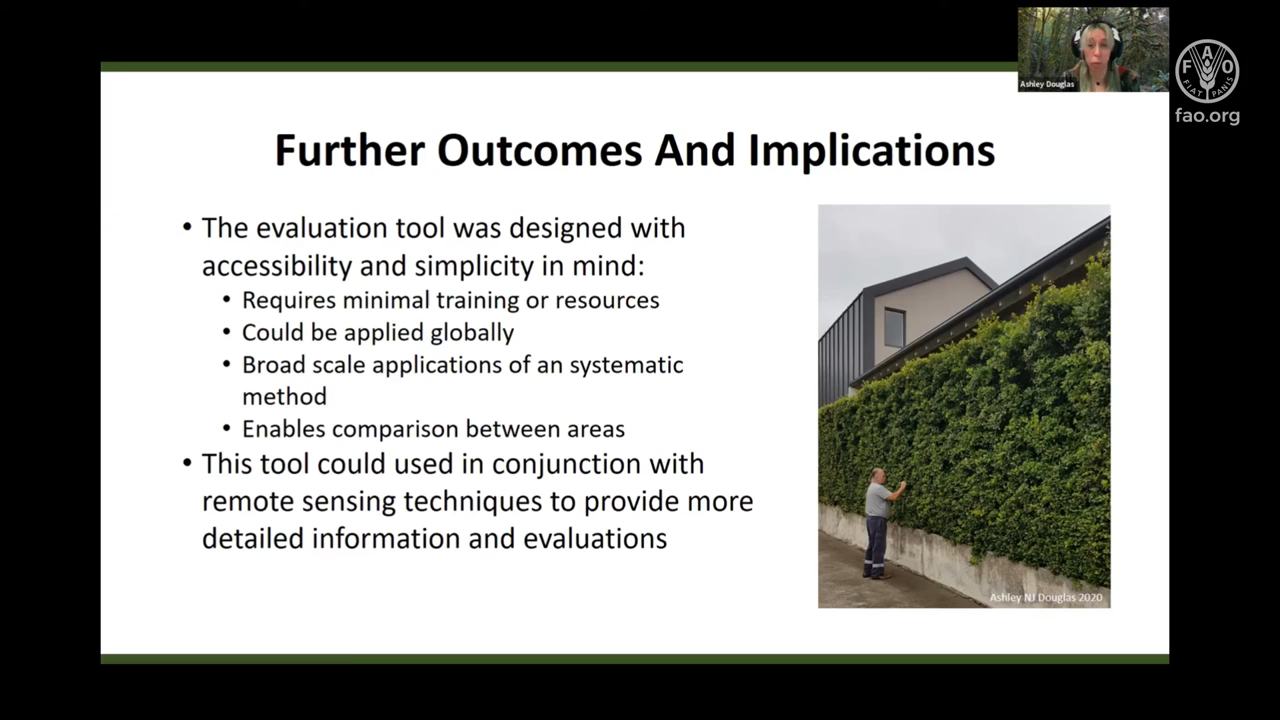 Ashley Douglas
F A O
FIAT PANIS
fao.org
Further Outcomes And Implications
• The evaluation tool was designed with
accessibility and simplicity in mind:
• Requires minimal training or resources
• Could be applied globally
• Broad scale applications of an systematic
method
• Enables comparison between areas
• This tool could used in conjunction with
remote sensing techniques to provide more
detailed information and evaluations
Ashley NJ Douglas 2020